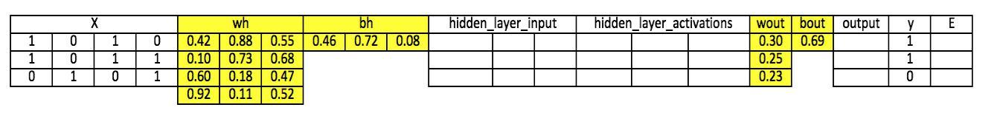 X wh bh hidden_layer_input hidden_layer_activations wout bout output y E
1 0 1 0 0.42 0.88 0.55 0.46 0.72 0.08 0.30 0.69 1
1 0 1 1 0.10 0.73 0.68 0.25 1
0 1 0 1 0.60 0.18 0.47 0.23 0
0.92 0.11 0.52